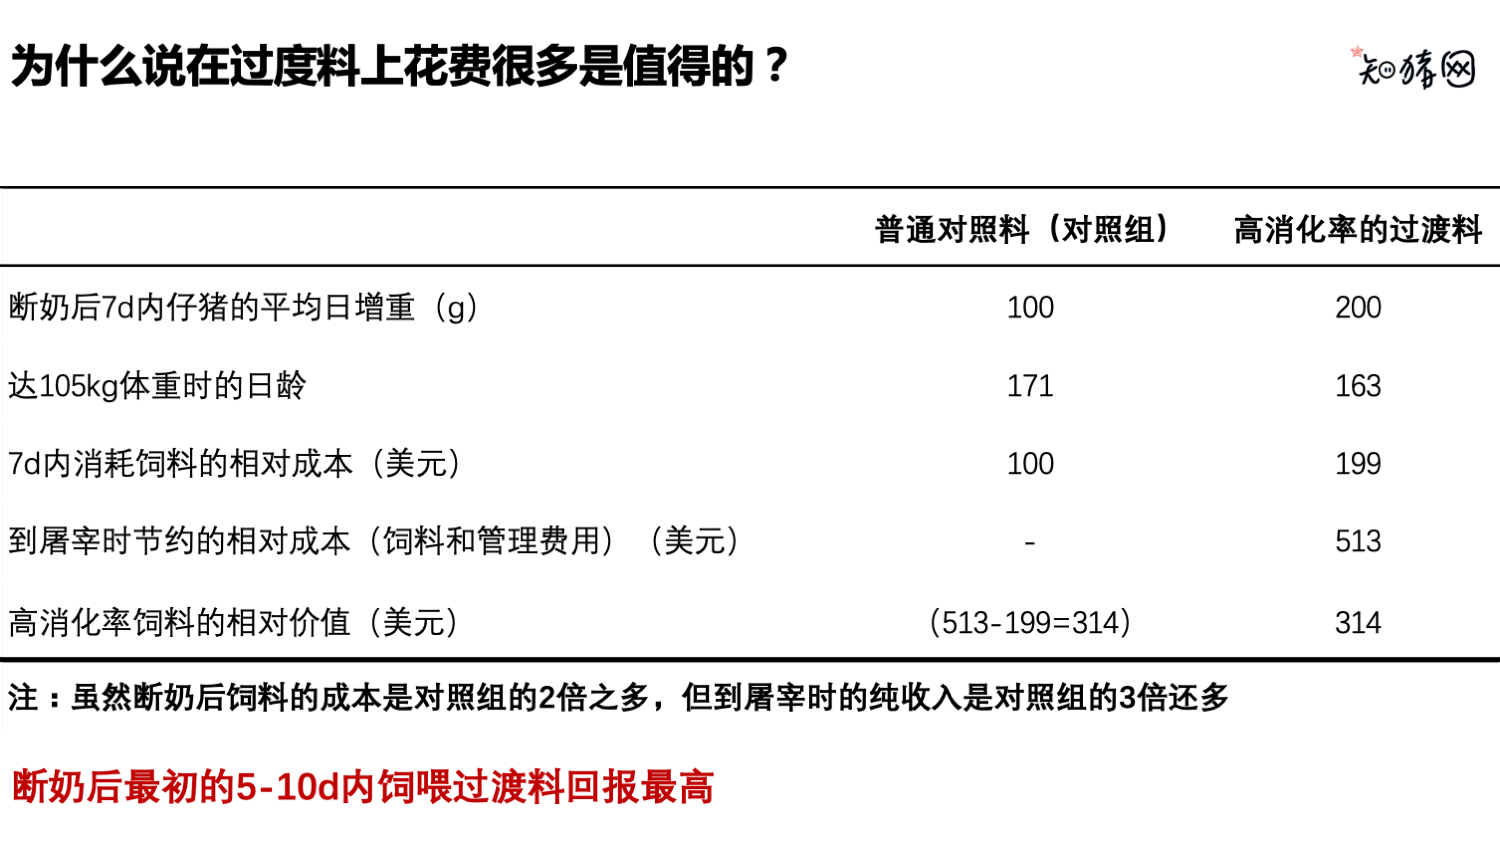 为什么说在过度料上花费很多是值得的？
知猪网
普通对照料（对照组） 高消化率的过渡料
断奶后7d内仔猪的平均日增重（g） 100 200
达105kg体重时的日龄 171 163
7d内消耗饲料的相对成本（美元） 100 199
到屠宰时节约的相对成本（饲料和管理费用）（美元） - 513
高消化率饲料的相对价值（美元） （513-199=314） 314
注：虽然断奶后饲料的成本是对照组的2倍之多，但到屠宰时的纯收入是对照组的3倍还多
断奶后最初的5-10d内饲喂过渡料回报最高